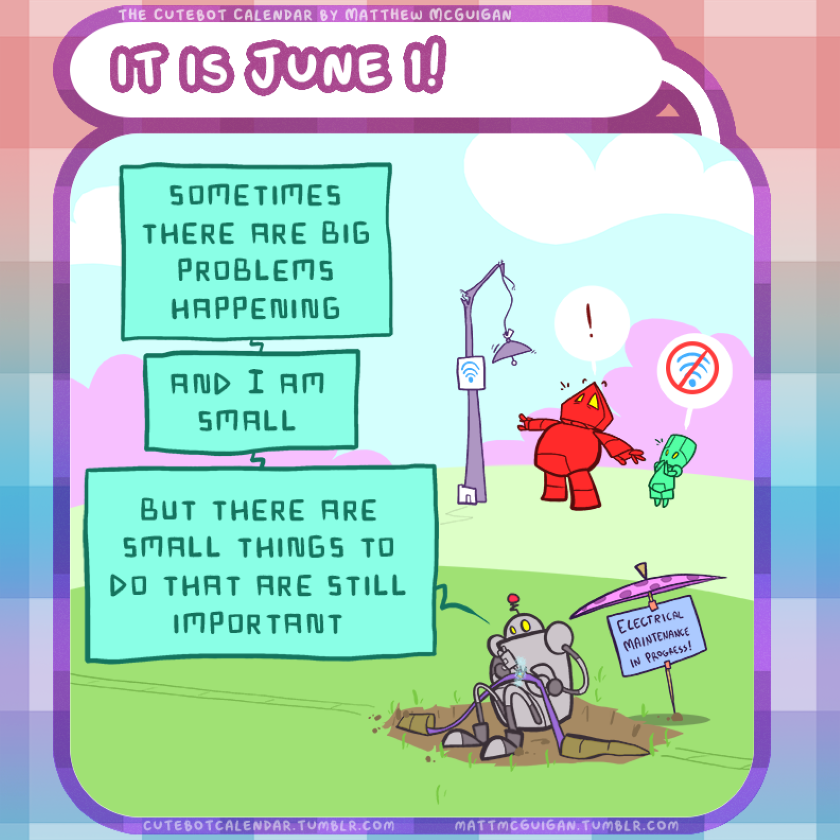 THE CUTEBOT CALENDAR BY MATTHEW MCGUIGAN
IT IS JUNE 1!
SOMETIMES
THERE ARE BIG
PROBLEMS
HAPPENING
AND I AM
SMALL
BUT THERE ARE
SMALL THINGS TO
DO THAT ARE STILL
IMPORTANT
!
ELECTRICAL
MAINTENANCE
IN PROGRESS!
CUTEBOTCALENDAR.TUMBLR.COM
MATTMCGUIGAN.TUMBLR.COM